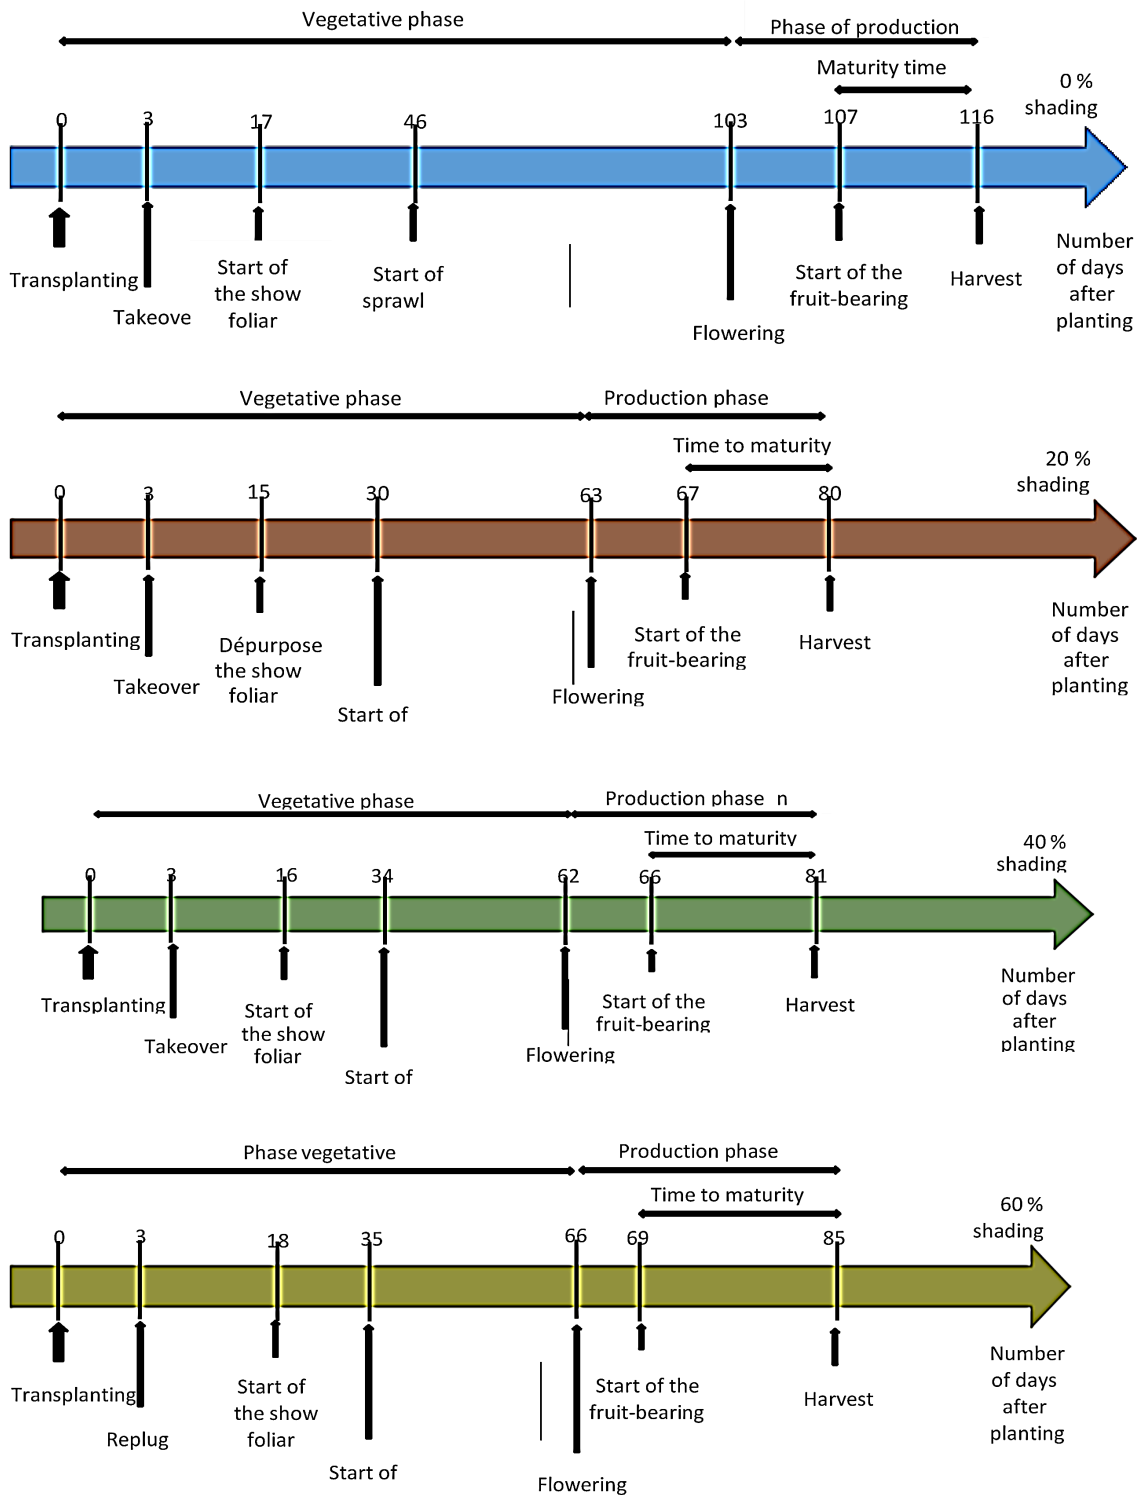 Vegetative phase
Phase of production
Maturity time
0 %
shading
0
3
17
46
103
107
116
Transplanting
Takeove
Start of
the show
foliar
Start of
sprawl
Flowering
Start of the
fruit-bearing
Harvest
Number
of days
after
planting
Vegetative phase
Production phase
Time to maturity
20 %
shading
0
3
15
30
63
67
80
Transplanting
Takeover
Dépurpose
the show
foliar
Start of
Flowering
Start of the
fruit-bearing
Harvest
Number
of days
after
planting
Vegetative phase
Production phase n
Time to maturity
40 %
shading
0
3
16
34
62
66
81
Transplanting
Takeover
Start of
the show
foliar
Start of
Flowering
Start of the
fruit-bearing
Harvest
Number
of days
after
planting
Phase vegetative
Production phase
Time to maturity
60 %
shading
0
3
18
35
66
69
85
Transplanting
Replug
Start of
the show
foliar
Start of
Flowering
Start of the
fruit-bearing
Harvest
Number
of days
after
planting